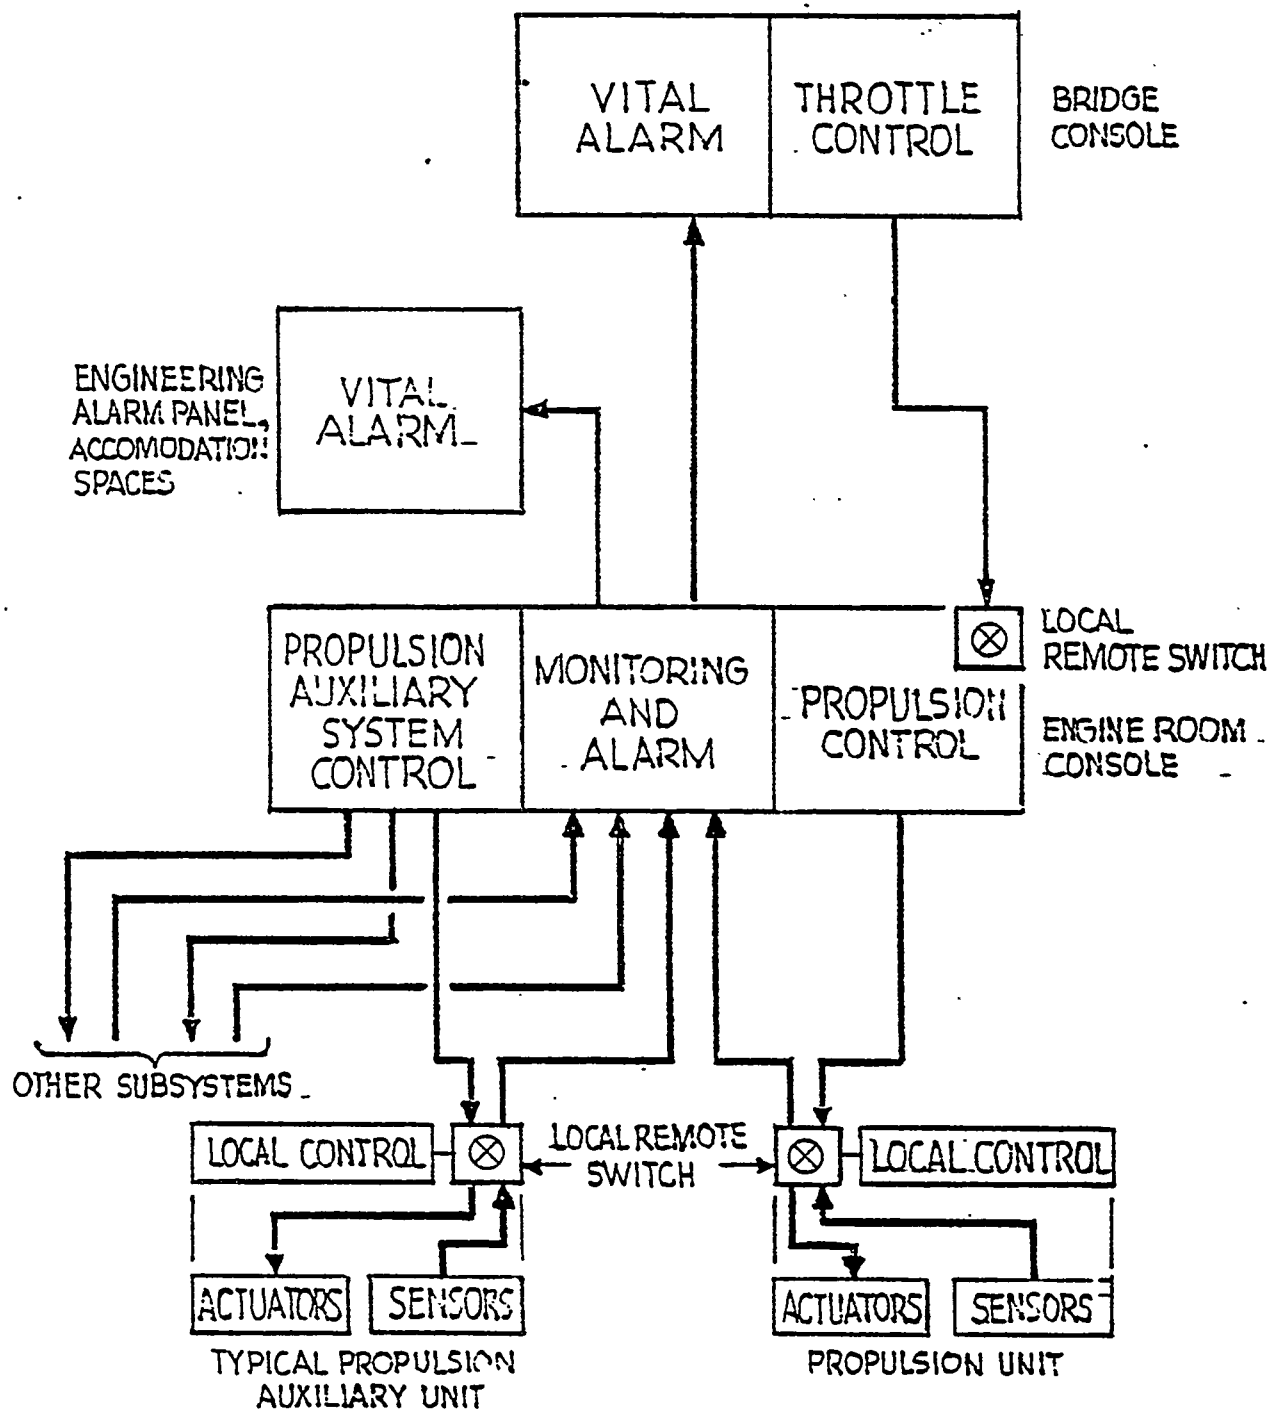 VITAL
ALARM
THROTTLE
CONTROL
BRIDGE
CONSOLE
ENGINEERING
ALARM PANEL,
ACCOMODATION
SPACES
VITAL
ALARM
PROPULSION
AUXILIARY
SYSTEM
CONTROL
MONITORING
AND
ALARM
PROPULSION
CONTROL
LOCAL
REMOTE SWITCH
ENGINE ROOM
CONSOLE
OTHER SUBSYSTEMS
LOCAL CONTROL
LOCAL REMOTE
SWITCH
LOCAL CONTROL
ACTUATORS
SENSORS
ACTUATORS
SENSORS
TYPICAL PROPULSION
AUXILIARY UNIT
PROPULSION UNIT